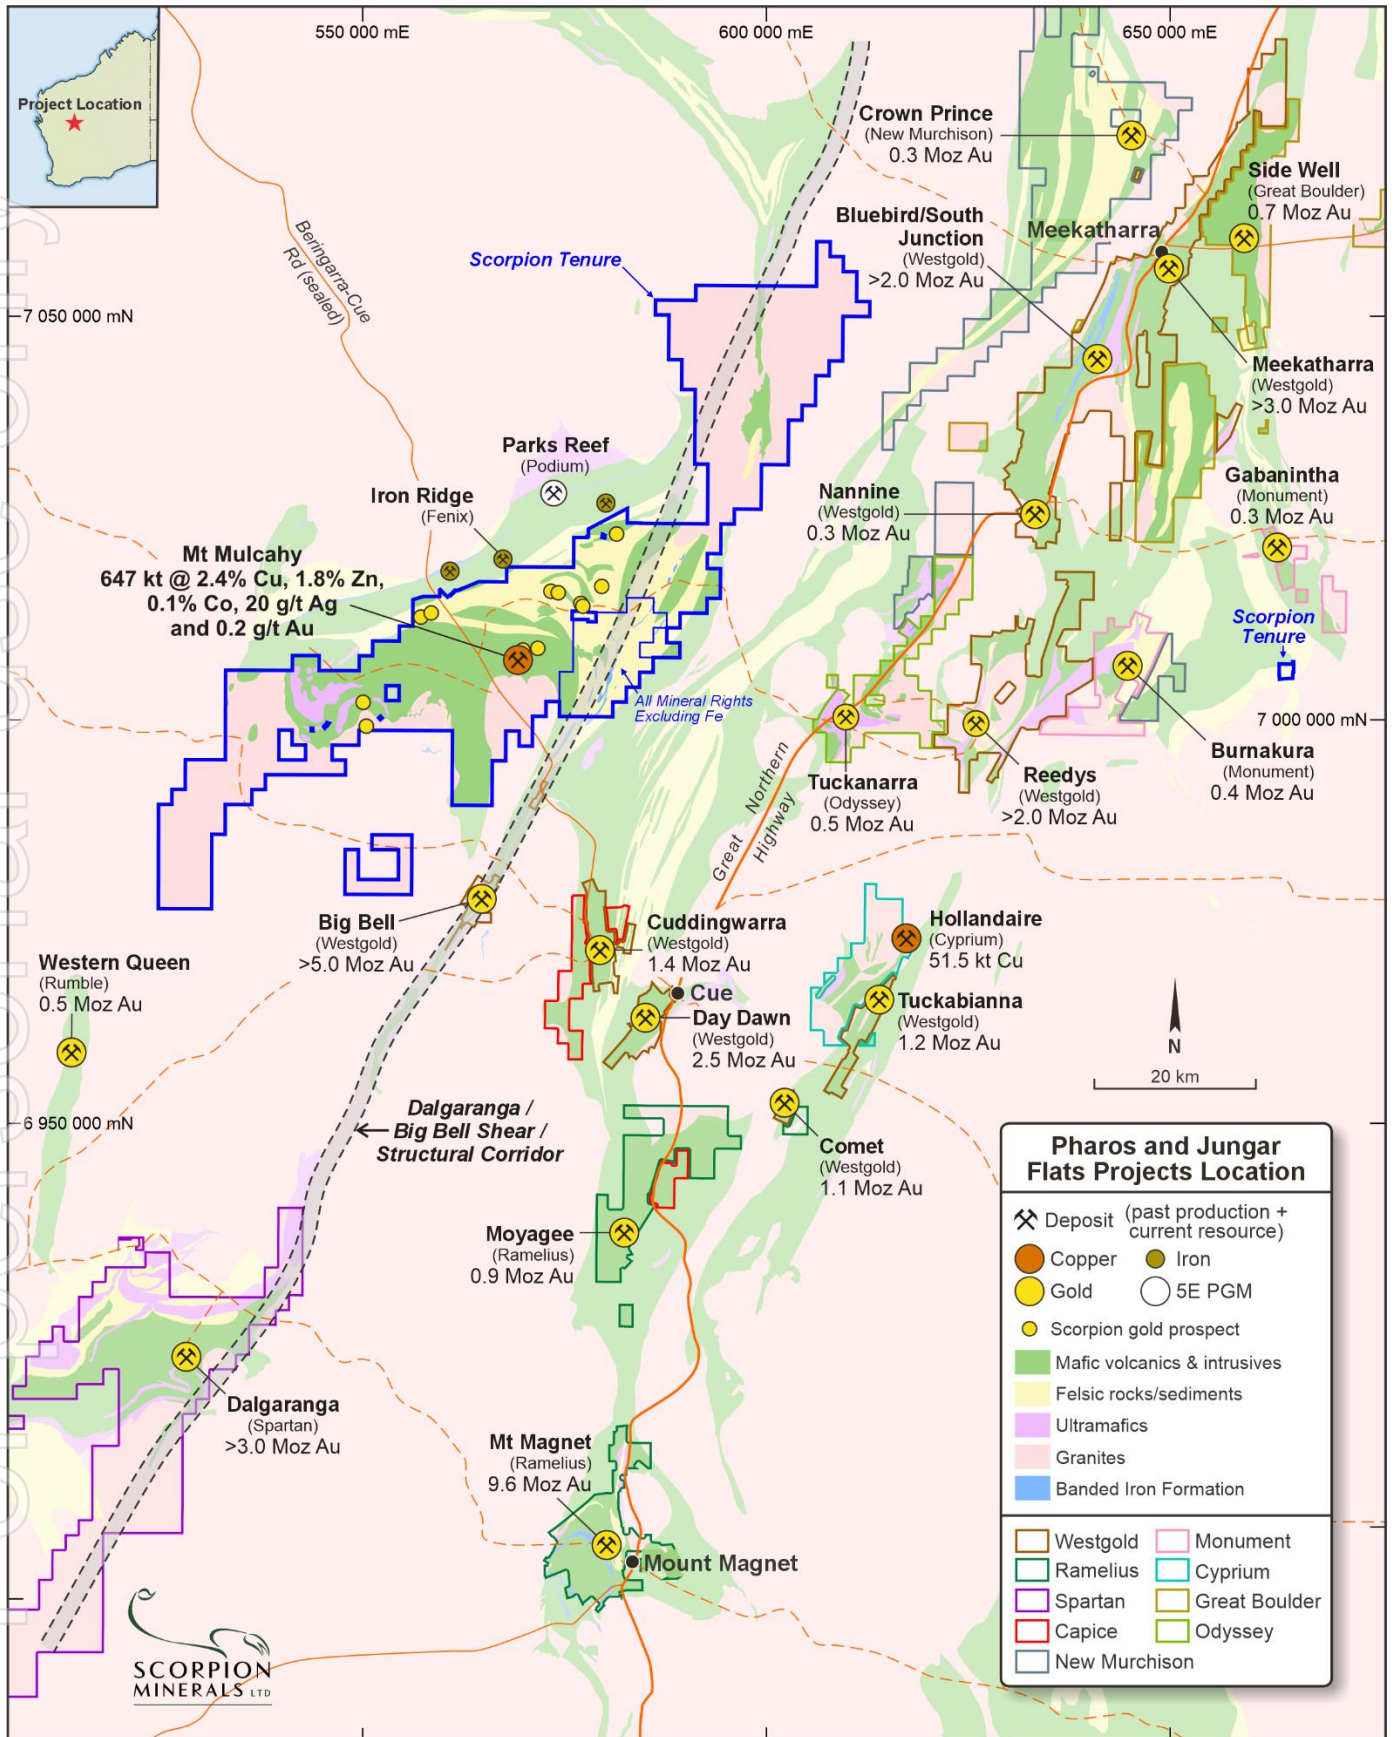 550 000 mE
600 000 mE
650 000 mE
Project Location
Crown Prince
(New Murchison)
0.3 Moz Au
Side Well
(Great Boulder)
0.7 Moz Au
Bluebird/South
Junction
(Westgold)
>2.0 Moz Au
Meekatharra
Beringarra-Cue
Rd (sealed)
Scorpion Tenure
7 050 000 mN
Meekatharra
(Westgold)
>3.0 Moz Au
Parks Reef
(Podium)
Iron Ridge
(Fenix)
Nannine
(Westgold)
0.3 Moz Au
Gabanintha
(Monument)
0.3 Moz Au
Mt Mulcahy
647 kt @ 2.4% Cu, 1.8% Zn,
0.1% Co, 20 g/t Ag
and 0.2 g/t Au
Scorpion
Tenure
All Mineral Rights
Excluding Fe
7 000 000 mN
Great Northern
Highway
Tuckanarra
(Odyssey)
0.5 Moz Au
Reedys
(Westgold)
>2.0 Moz Au
Burnakura
(Monument)
0.4 Moz Au
Big Bell
(Westgold)
>5.0 Moz Au
Cuddingwarra
(Westgold)
1.4 Moz Au
Hollandaire
(Cyprium)
51.5 kt Cu
Western Queen
(Rumble)
0.5 Moz Au
Cue
Day Dawn
(Westgold)
2.5 Moz Au
Tuckabianna
(Westgold)
1.2 Moz Au
N
20 km
6 950 000 mN
Dalgaranga /
Big Bell Shear /
Structural Corridor
Comet
(Westgold)
1.1 Moz Au
Moyagee
(Ramelius)
0.9 Moz Au
Dalgaranga
(Spartan)
>3.0 Moz Au
Mt Magnet
(Ramelius)
9.6 Moz Au
Mount Magnet
SCORPION
MINERALS LTD
Pharos and Jungar
Flats Projects Location
Deposit (past production +
current resource)
Copper
Iron
Gold
5E PGM
Scorpion gold prospect
Mafic volcanics & intrusives
Felsic rocks/sediments
Ultramafics
Granites
Banded Iron Formation
Westgold
Monument
Ramelius
Cyprium
Spartan
Great Boulder
Capice
Odyssey
New Murchison